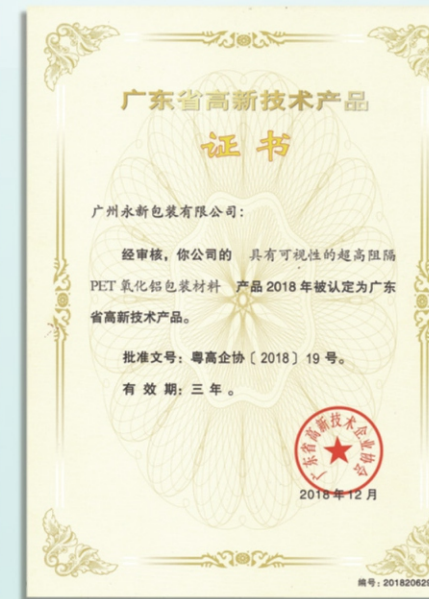 广东省高新技术产品
证书
广州永新包装有限公司：
经审核，你公司的 具有可视性的超高阻隔
PET氧化铝包装材料 产品2018年被认定为广东
省高新技术产品。
批准文号：粤高企协〔2018〕19号。
有效期：三年。
广东省高新技术企业协会
2018年12月
编号：201820629